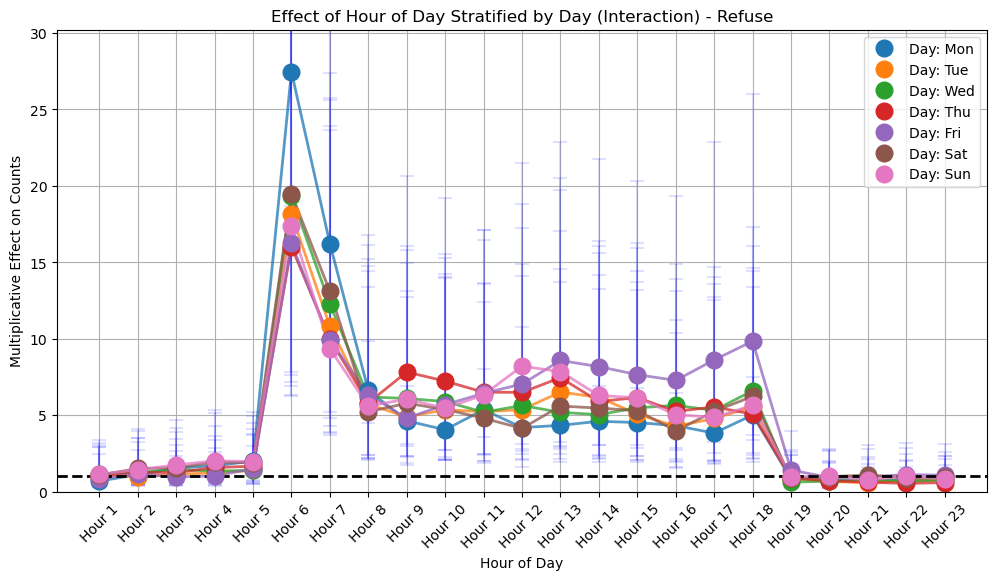 Effect of Hour of Day Stratified by Day (Interaction) - Refuse
Multiplicative Effect on Counts
30
25
20
15
10
5
0
Day: Mon
Day: Tue
Day: Wed
Day: Thu
Day: Fri
Day: Sat
Day: Sun
Hour 1
Hour 2
Hour 3
Hour 4
Hour 5
Hour 6
Hour 7
Hour 8
Hour 9
Hour 10
Hour 11
Hour 12
Hour 13
Hour 14
Hour 15
Hour 16
Hour 17
Hour 18
Hour 19
Hour 20
Hour 21
Hour 22
Hour 23
Hour of Day